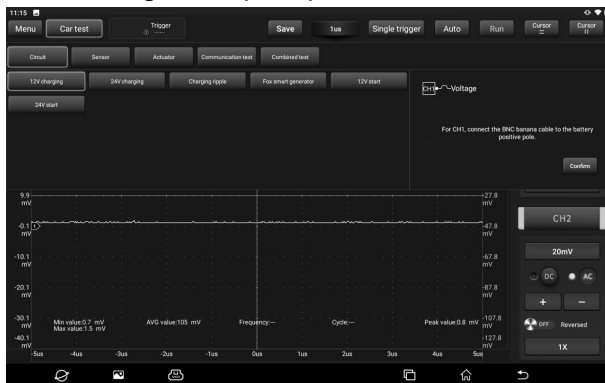 11:15
Menu Car test Trigger Save 1us Single trigger Auto Run Cursor Cursor
Circuit Sensor Actuator Communication test Combined test
12V charging 24V charging Charging ripple Fox smart generator 12V start
24V start
CH1 Voltage
For CH1, connect the BNC banana cable to the battery
positive pole.
Confirm
9.9 27.8
mV mV
CH2
-0.1 1 -47.8
mV mV
20mV
-10.1 -67.8
mV mV
DC AC
-20.1 -87.8
mV mV
+ −
-30.1 Min value:0.7 mV AVG value:105 mV Frequency:--- Cycle:--- Peak value:0.8 mV -107.8
mV Max value:1.5 mV mV
OFF Reversed
-40.1 -127.8
mV mV
1X
-5us -4us -3us -2us -1us 0us 1us 2us 3us 4us 5us